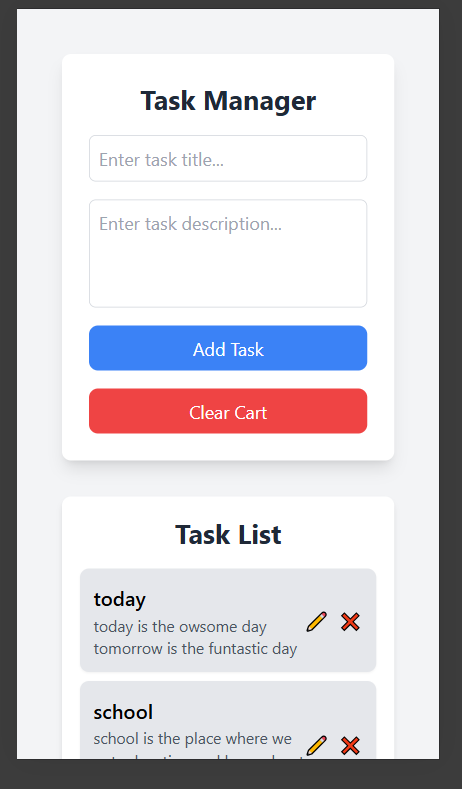 Task Manager
Enter task title...
Enter task description...
Add Task
Clear Cart
Task List
today
today is the owsome day
tomorrow is the funtastic day
school
school is the place where we